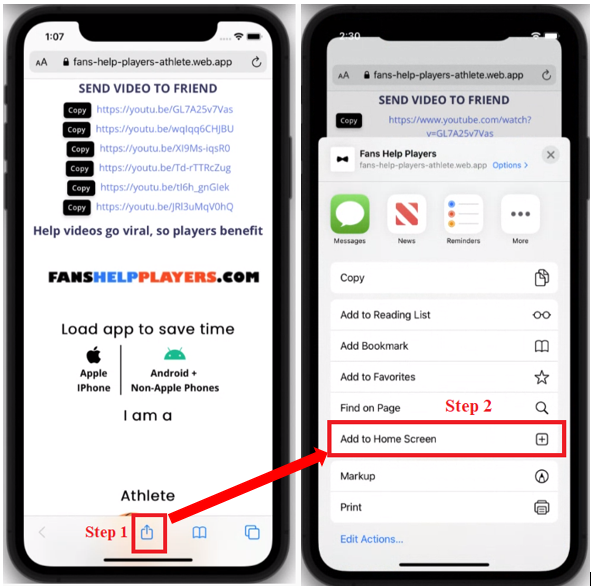 1:07
AA fans-help-players-athlete.web.app
SEND VIDEO TO FRIEND
Copy https://youtu.be/GL7A25v7Vas
Copy https://youtu.be/wqIqq6CHJBU
Copy https://youtu.be/XI9Ms-iqsR0
Copy https://youtu.be/Td-rTTRcZug
Copy https://youtu.be/tI6h_gnGIek
Copy https://youtu.be/JRl3uMqV0hQ
Help videos go viral, so players benefit
FANSHELPPLAYERS.COM
Load app to save time
Apple
IPhone
Android +
Non-Apple Phones
I am a
Athlete
Step 1
2:30
AA fans-help-players-athlete.web.app
SEND VIDEO TO FRIEND
Copy https://www.youtube.com/watch?
v=GL7A25v7Vas
Fans Help Players
fans-help-players-athlete.web.app Options >
Messages News Reminders More
Copy
Add to Reading List
Add Bookmark
Add to Favorites
Find on Page
Step 2
Add to Home Screen
Markup
Print
Edit Actions...